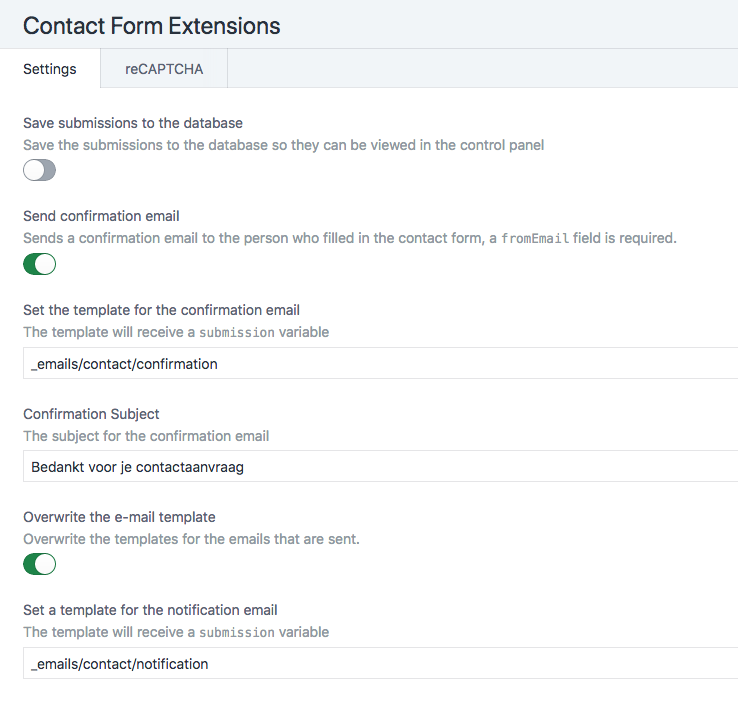 Contact Form Extensions
Settings reCAPTCHA
Save submissions to the database
Save the submissions to the database so they can be viewed in the control panel
Send confirmation email
Sends a confirmation email to the person who filled in the contact form, a fromEmail field is required.
Set the template for the confirmation email
The template will receive a submission variable
_emails/contact/confirmation
Confirmation Subject
The subject for the confirmation email
Bedankt voor je contactaanvraag
Overwrite the e-mail template
Overwrite the templates for the emails that are sent.
Set a template for the notification email
The template will receive a submission variable
_emails/contact/notification